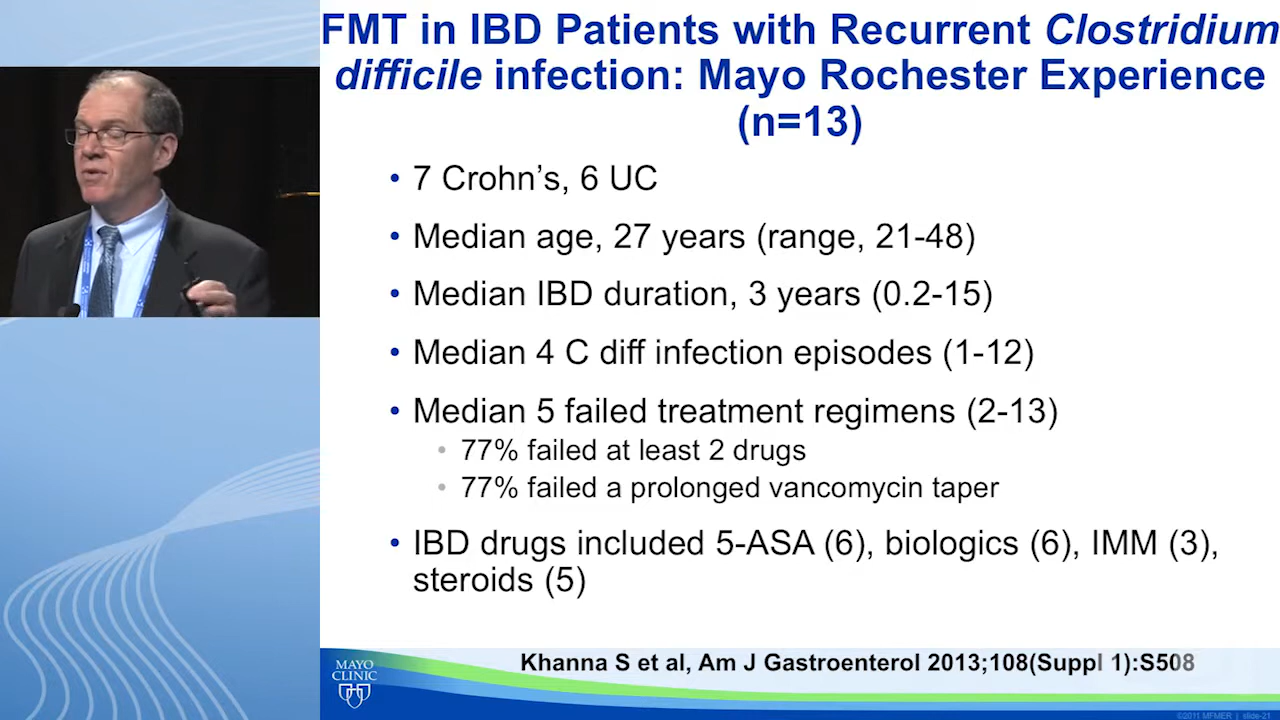 FMT in IBD Patients with Recurrent Clostridium
difficile infection: Mayo Rochester Experience
(n=13)
• 7 Crohn’s, 6 UC
• Median age, 27 years (range, 21-48)
• Median IBD duration, 3 years (0.2-15)
• Median 4 C diff infection episodes (1-12)
• Median 5 failed treatment regimens (2-13)
• 77% failed at least 2 drugs
• 77% failed a prolonged vancomycin taper
• IBD drugs included 5-ASA (6), biologics (6), IMM (3),
steroids (5)
Khanna S et al, Am J Gastroenterol 2013;108(Suppl 1):S508
MAYO
CLINIC
©2011 MFMER | slide-21